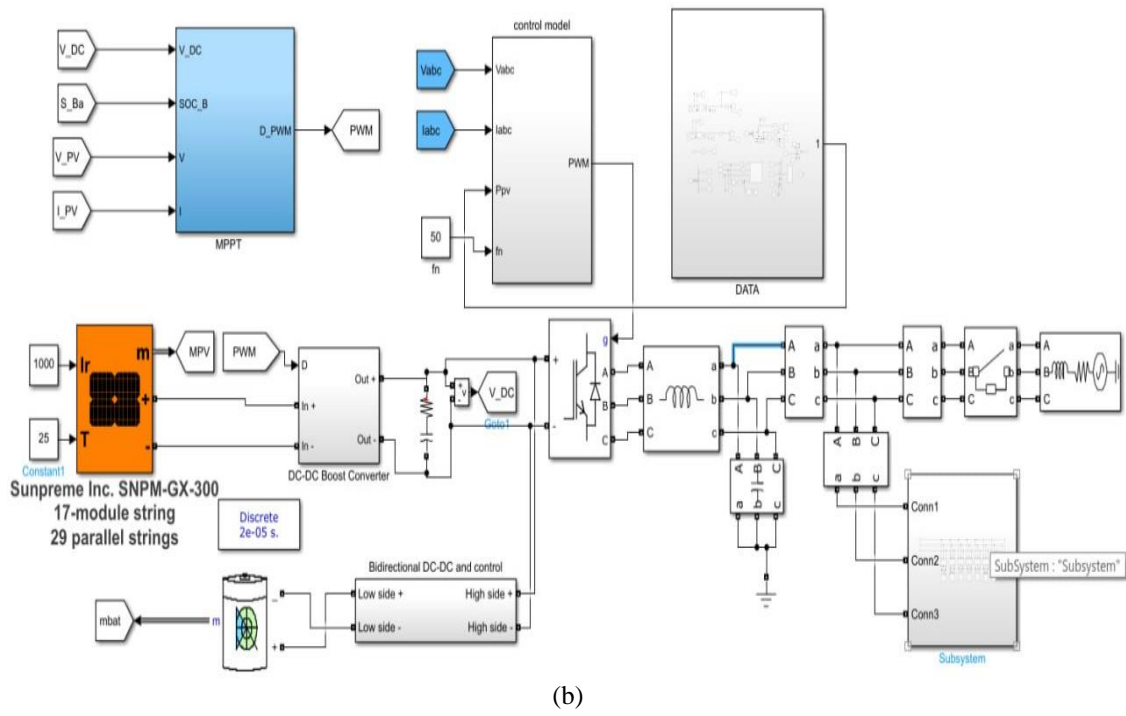 control model
V_DC
V_DC
S_Ba
SOC_B
D_PWM
PWM
V_PV
V
I_PV
I
MPPT
Vabc
Vabc
Iabc
Iabc
PWM
Ppv
50
fn
fn
1
DATA
1000
Ir
m
MPV
PWM
D
+
25
T
-
Constant1
In +
In -
Out +
Out -
DC-DC Boost Converter
+
v
-
V_DC
Goto1
g
+
-
A
B
C
A
B
C
a
b
c
A
B
C
a
b
c
A
B
C
a
b
c
A
B
C
a
b
c
A
B
C
A B C
a b c
A B C
a b c
Sunpreme Inc. SNPM-GX-300
17-module string
29 parallel strings
Discrete
2e-05 s.
Conn1
Conn2
Conn3
SubSystem : "Subsystem"
Subsystem
Bidirectional DC-DC and control
Low side +
High side +
Low side -
High side -
mbat
m
_
+
(b)